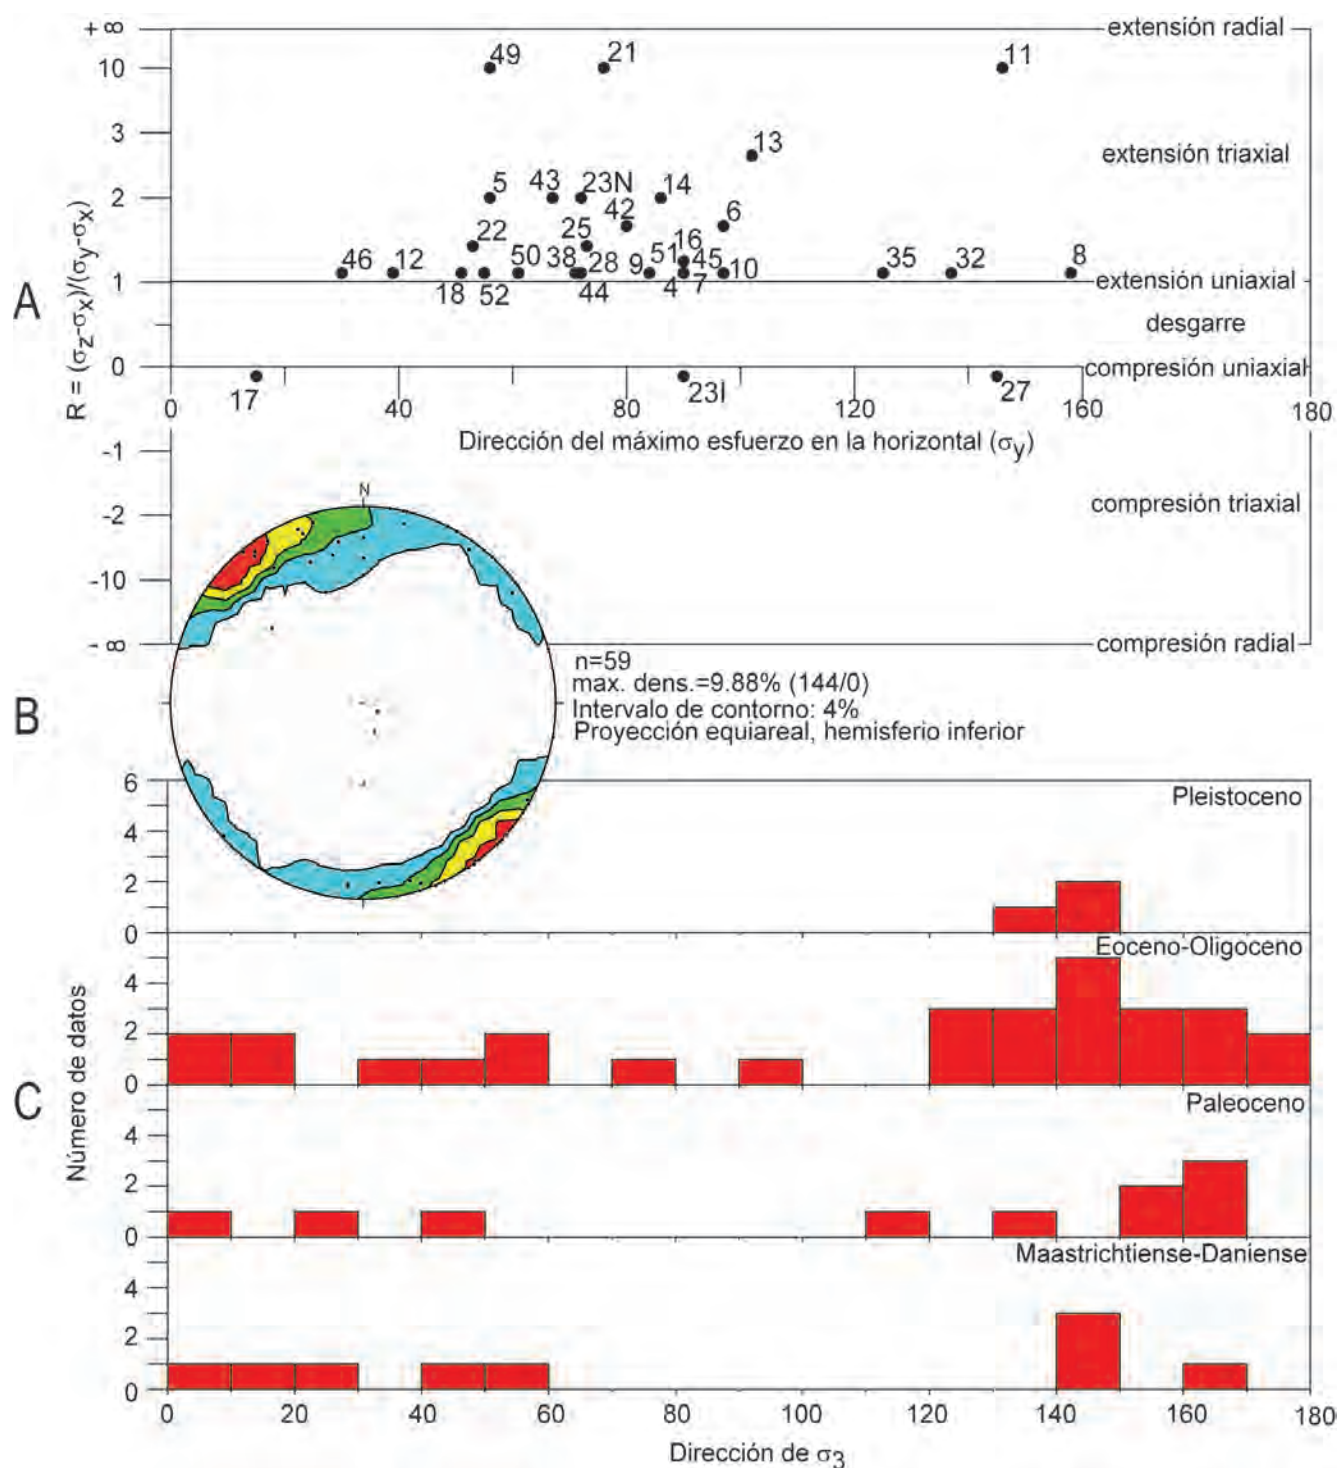 A
R = (σz-σx)/(σy-σx)
+ ∞
10
3
2
1
0
-1
-2
-10
- ∞
extensión radial
extensión triaxial
extensión uniaxial
desgarre
compresión uniaxial
compresión triaxial
compresión radial
49
21
11
13
5
43
23N
14
42
6
22
25
16
46
12
50
38
28
9
51
45
10
35
32
8
18
52
44
4
7
17
23I
27
0
40
80
120
160
180
Dirección del máximo esfuerzo en la horizontal (σy)
B
N
n=59
max. dens.=9.88% (144/0)
Intervalo de contorno: 4%
Proyección equiareal, hemisferio inferior
C
Número de datos
6
4
2
0
Pleistoceno
4
2
0
Eoceno-Oligoceno
4
2
0
Paleoceno
4
2
0
Maastrichtiense-Daniense
0
20
40
60
80
100
120
140
160
180
Dirección de σ3